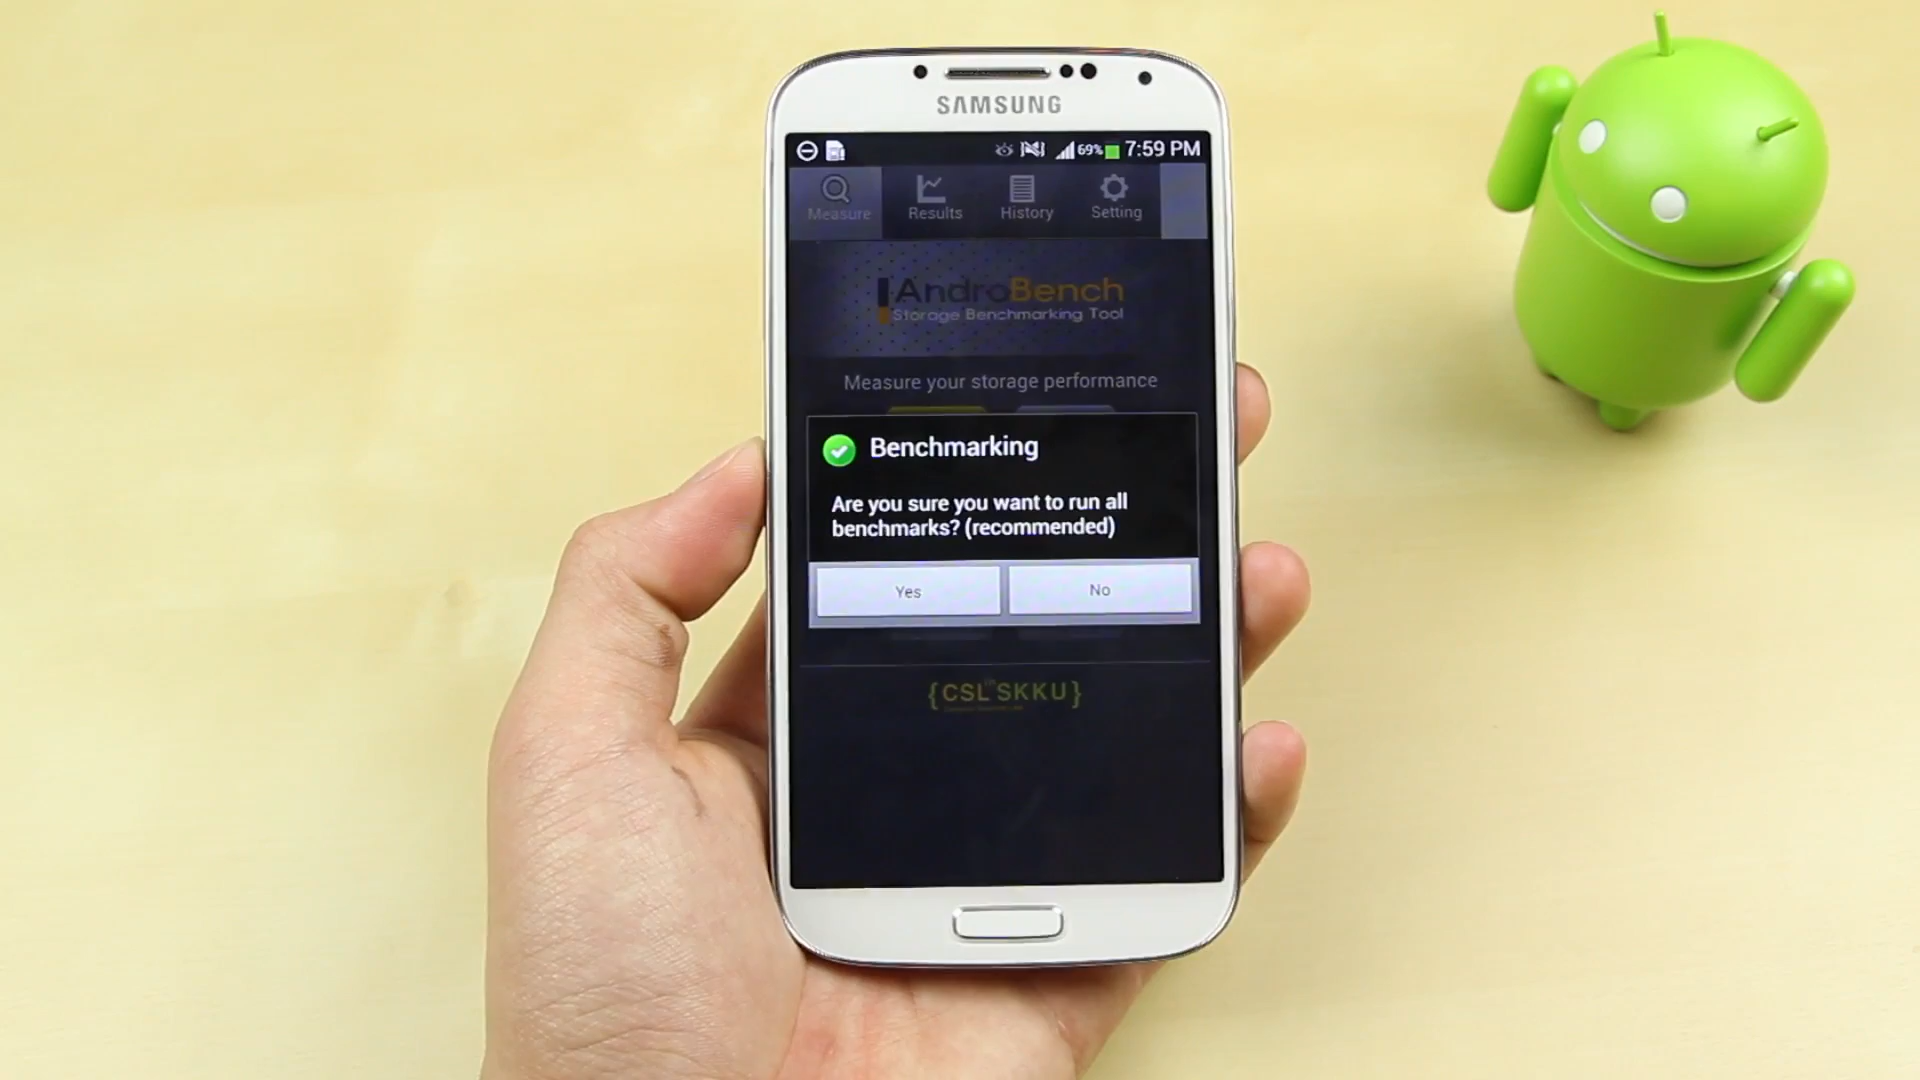 SAMSUNG
69% 7:59 PM
Measure Results History Setting
AndroBench
Storage Benchmarking Tool
Measure your storage performance
Benchmarking
Are you sure you want to run all
benchmarks? (recommended)
Yes No
{CSL SKKU}